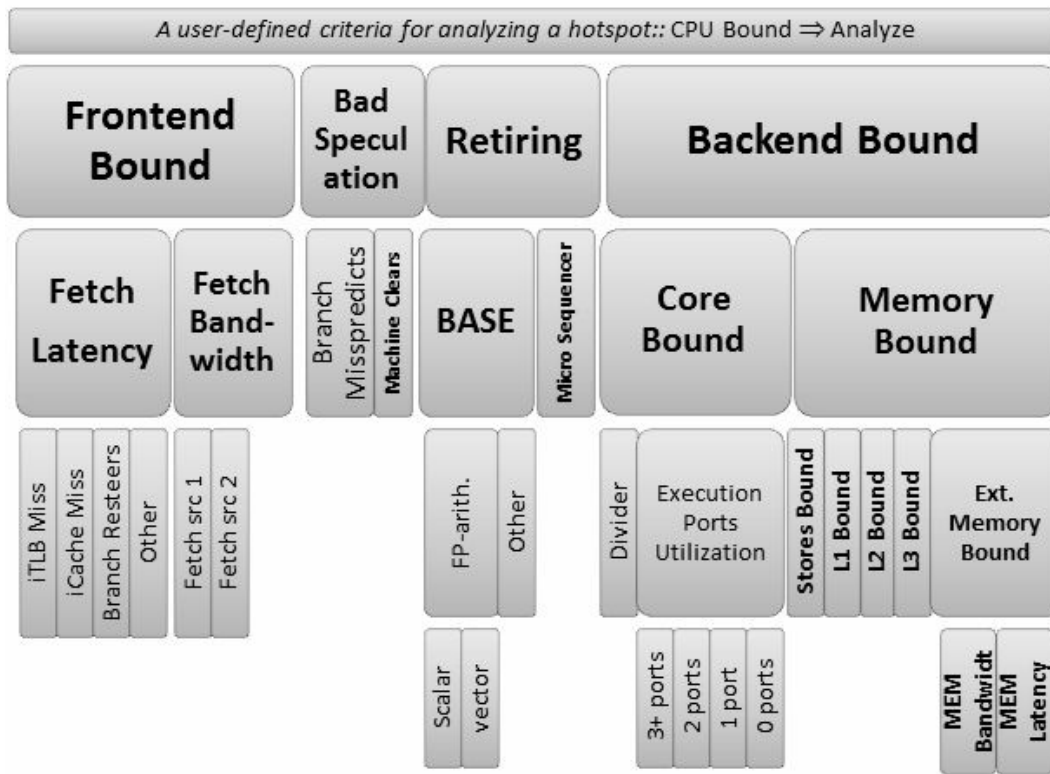 A user-defined criteria for analyzing a hotspot:: CPU Bound ⇒ Analyze
Frontend
Bound
Bad
Specul
ation
Retiring
Backend Bound
Fetch
Latency
Fetch
Band-
width
Branch
Misspredicts
Machine Clears
BASE
Micro Sequencer
Core
Bound
Memory
Bound
iTLB Miss
iCache Miss
Branch Resteers
Other
Fetch src 1
Fetch src 2
FP-arith.
Other
Divider
Execution
Ports
Utilization
Stores Bound
L1 Bound
L2 Bound
L3 Bound
Ext.
Memory
Bound
Scalar
vector
3+ ports
2 ports
1 port
0 ports
MEM
Bandwidt
MEM
Latency